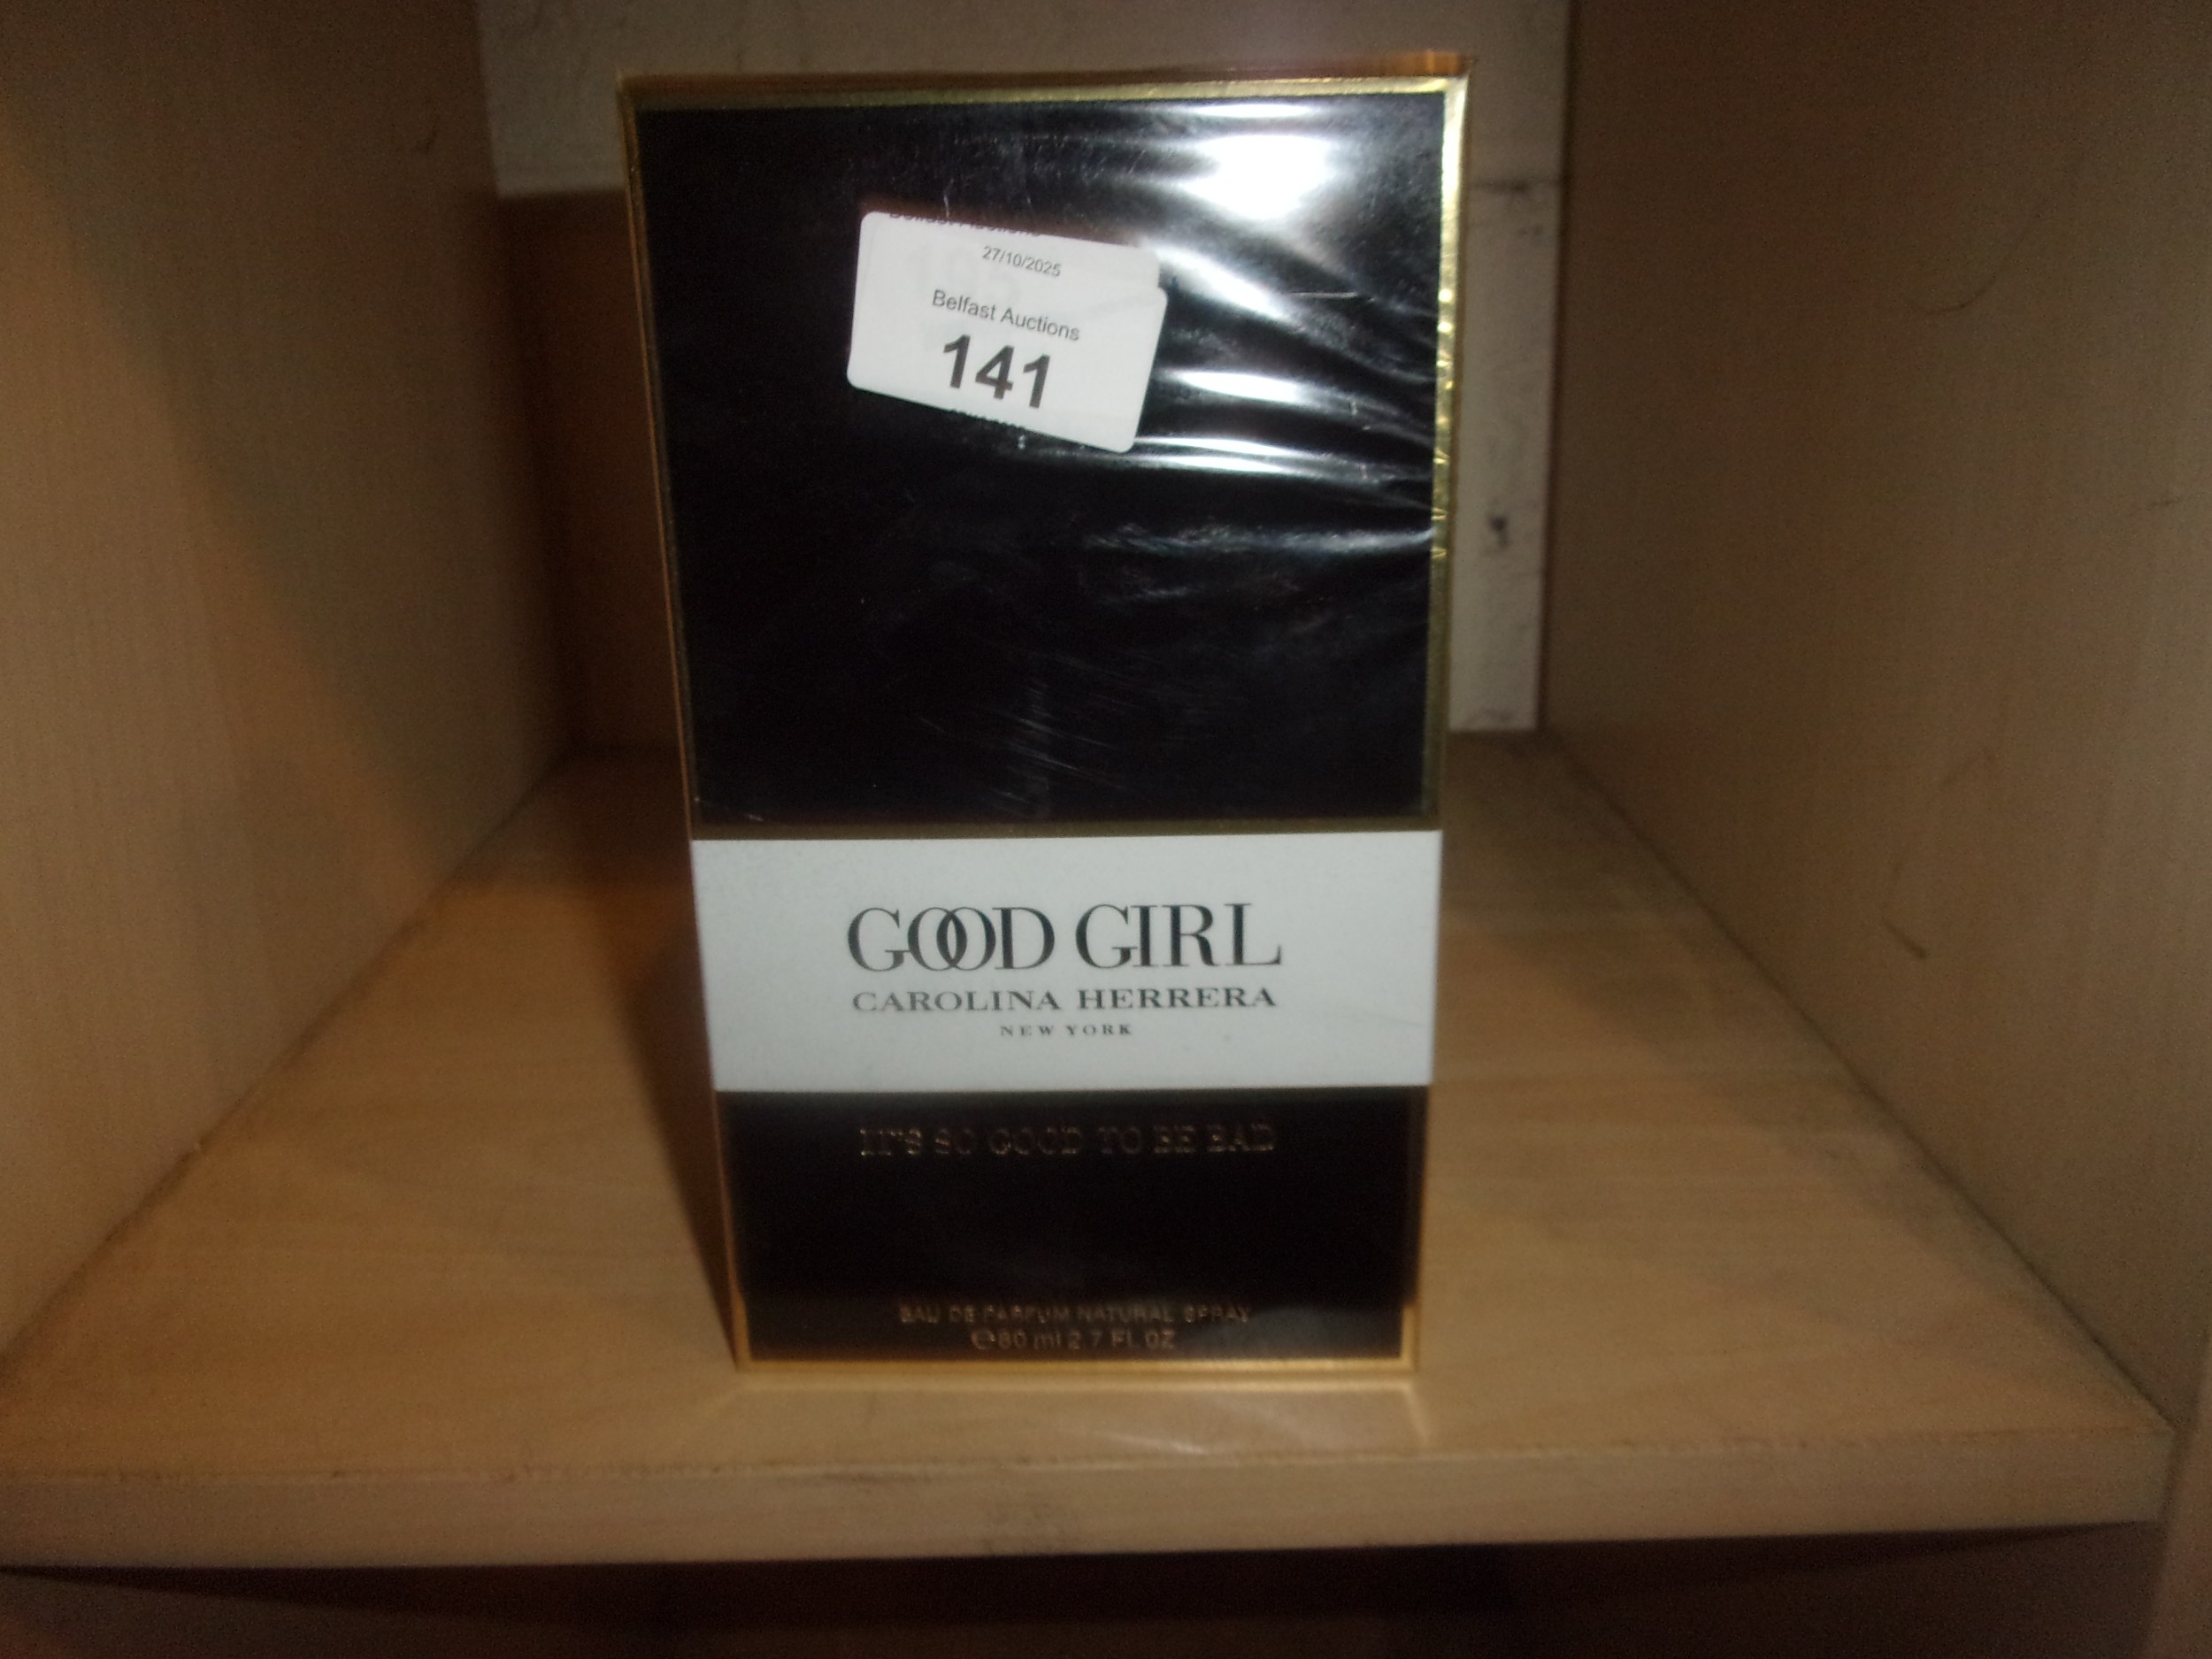 27/10/2025
Belfast Auctions
141
GOOD GIRL
CAROLINA HERRERA
NEW YORK
IT'S SO GOOD TO BE BAD
EAU DE PARFUM NATURAL SPRAY
℮80 ml 2.7 FL OZ